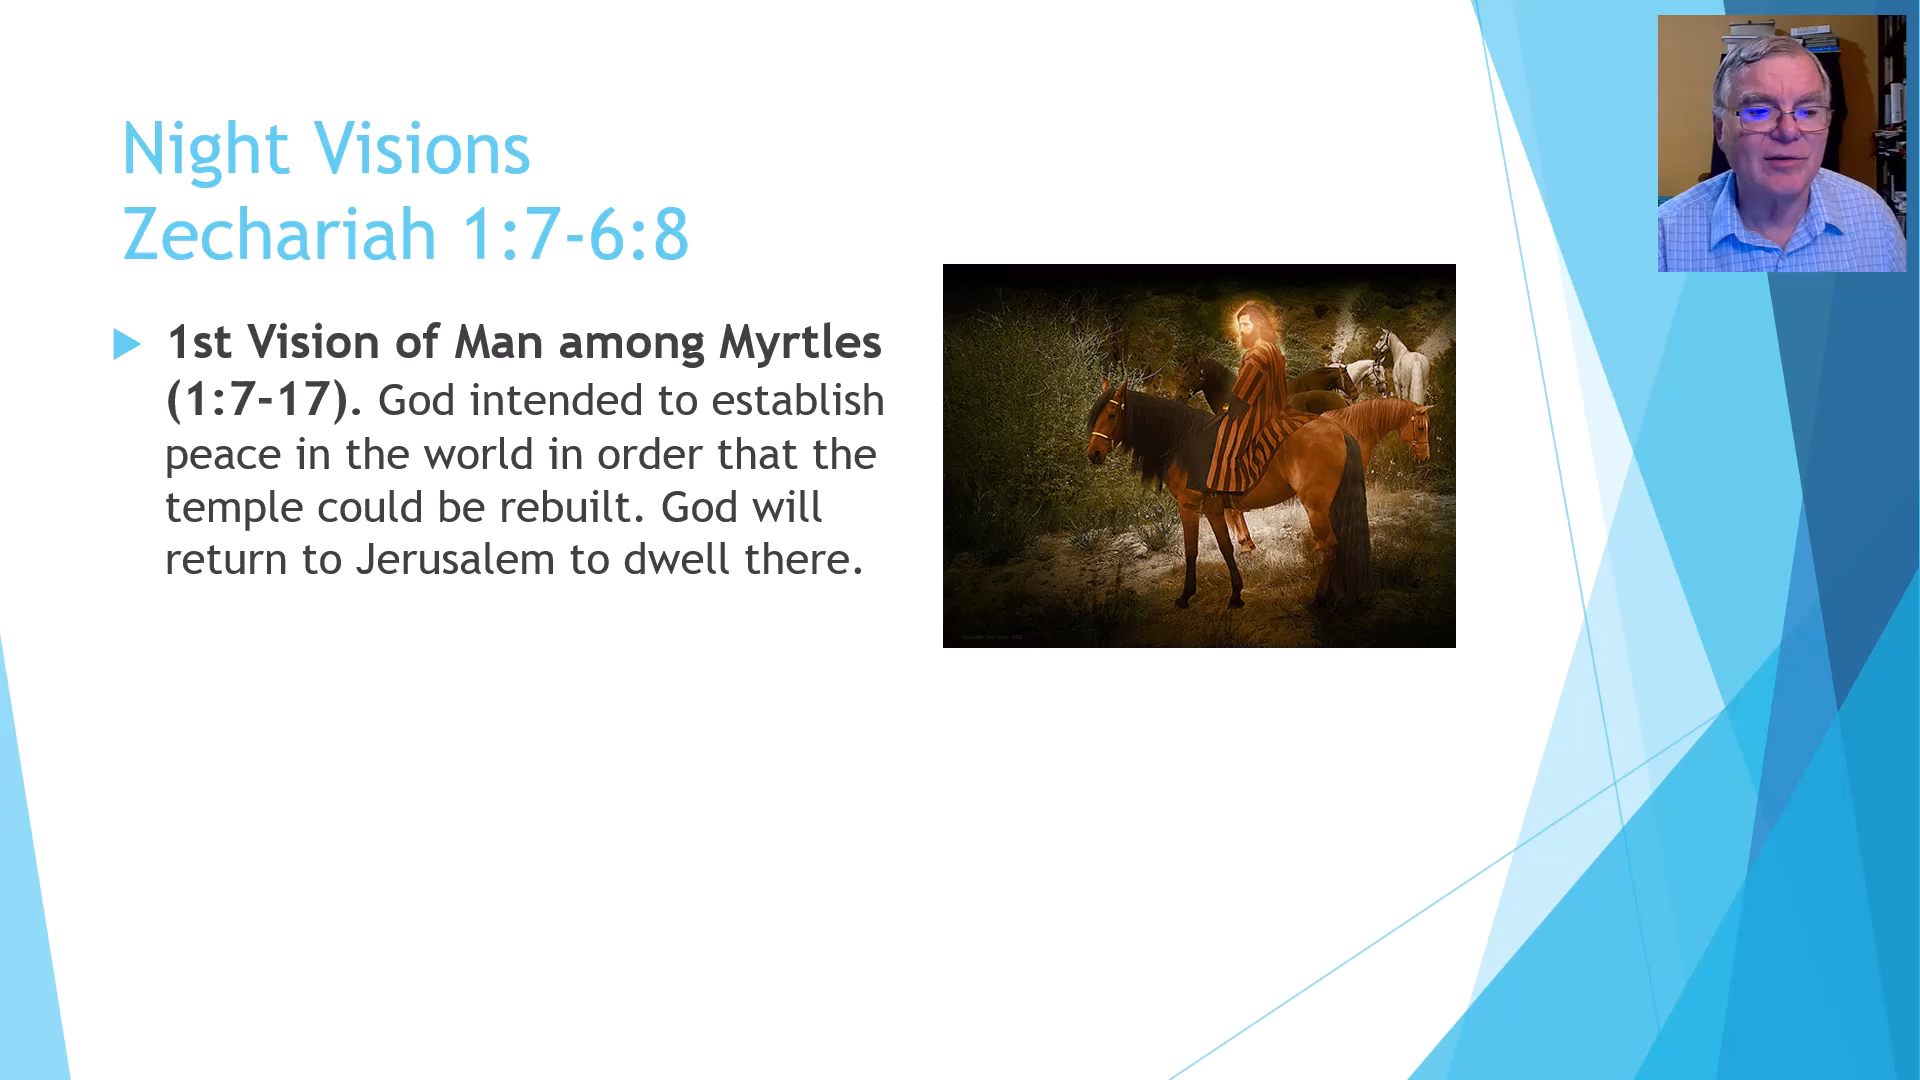 Night Visions
Zechariah 1:7-6:8
1st Vision of Man among Myrtles
(1:7-17). God intended to establish
peace in the world in order that the
temple could be rebuilt. God will
return to Jerusalem to dwell there.